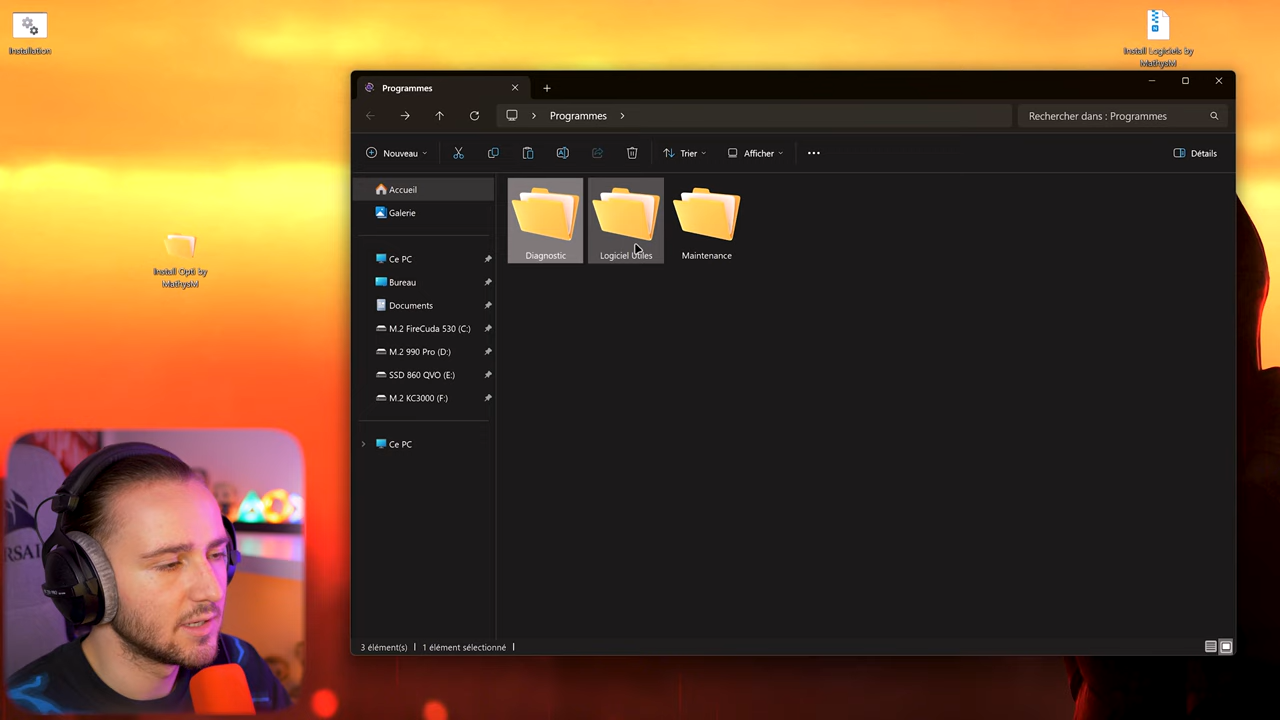 Installation
Install Logiciels by
MathysM
Install Opti by
MathysM
Programmes
Programmes
Rechercher dans : Programmes
Nouveau
Trier
Afficher
Détails
Accueil
Galerie
Ce PC
Bureau
Documents
M.2 FireCuda 530 (C:)
M.2 990 Pro (D:)
SSD 860 QVO (E:)
M.2 KC3000 (F:)
Ce PC
Diagnostic
Logiciel Utiles
Maintenance
3 élément(s)
1 élément sélectionné